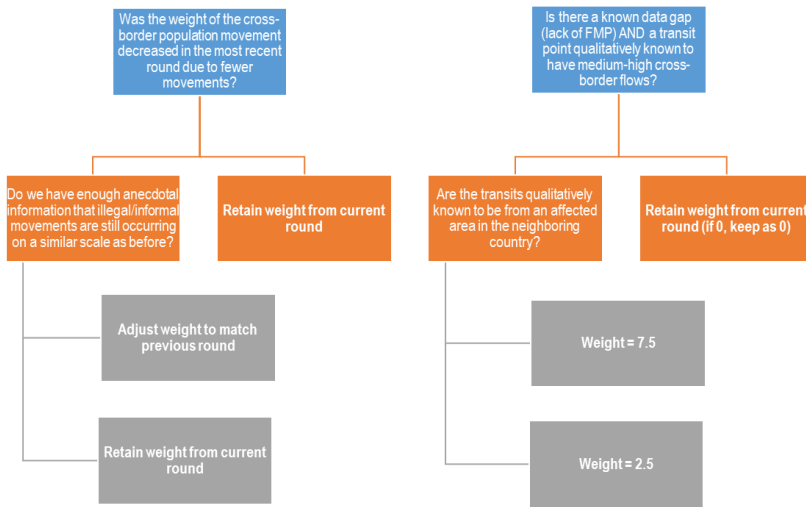 Was the weight of the cross-
border population movement
decreased in the most recent
round due to fewer
movements?
Do we have enough anecdotal
information that illegal/informal
movements are still occurring
on a similar scale as before?
Retain weight from current
round
Adjust weight to match
previous round
Retain weight from current
round
Is there a known data gap
(lack of FMP) AND a transit
point qualitatively known to
have medium-high cross-
border flows?
Are the transits qualitatively
known to be from an affected
area in the neighboring
country?
Retain weight from current
round (if 0, keep as 0)
Weight = 7.5
Weight = 2.5